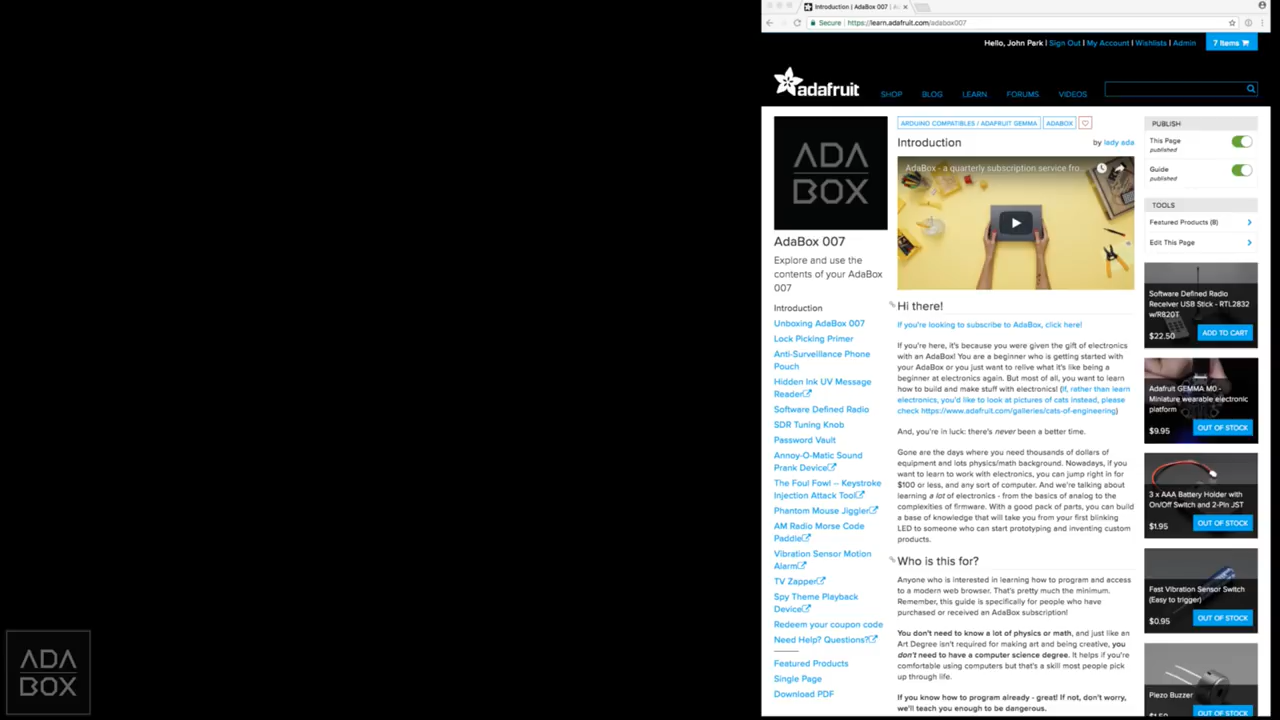 Introduction | AdaBox 007 |
Secure | https://learn.adafruit.com/adabox007
Hello, John Park | Sign Out | My Account | Wishlists | Admin
7 Items
adafruit
SHOP BLOG LEARN FORUMS VIDEOS
ADA
BOX
AdaBox 007
Explore and use the
contents of your AdaBox
007
Introduction
Unboxing AdaBox 007
Lock Picking Primer
Anti-Surveillance Phone
Pouch
Hidden Ink UV Message
Reader
Software Defined Radio
SDR Tuning Knob
Password Vault
Annoy-O-Matic Sound
Prank Device
The Foul Fowl -- Keystroke
Injection Attack Tool
Phantom Mouse Jiggler
AM Radio Morse Code
Paddle
Vibration Sensor Motion
Alarm
TV Zapper
Spy Theme Playback
Device
Redeem your coupon code
Need Help? Questions?
Featured Products
Single Page
Download PDF
ARDUINO COMPATIBLES / ADAFRUIT GEMMA
ADABOX
Introduction
by lady ada
AdaBox - a quarterly subscription service fro...
Hi there!
If you're looking to subscribe to AdaBox, click here!
If you're here, it's because you were given the gift of electronics
with an AdaBox! You are a beginner who is getting started with
your AdaBox or you just want to relive what it's like being a
beginner at electronics again. But most of all, you want to learn
how to build and make stuff with electronics! (If, rather than learn
electronics, you'd like to look at pictures of cats instead, please
check https://www.adafruit.com/galleries/cats-of-engineering)
And, you're in luck: there's never been a better time.
Gone are the days where you need thousands of dollars of
equipment and lots physics/math background. Nowadays, if you
want to learn to work with electronics, you can jump right in for
$100 or less, and any sort of computer. And we're talking about
learning a lot of electronics - from the basics of analog to the
complexities of firmware. With a good pack of parts, you can build
a base of knowledge that will take you from your first blinking
LED to someone who can start prototyping and inventing custom
products.
Who is this for?
Anyone who is interested in learning how to program and access
to a modern web browser. That's pretty much the minimum.
Remember, this guide is specifically for people who have
purchased or received an AdaBox subscription!
You don't need to know a lot of physics or math, and just like an
Art Degree isn't required for making art and being creative, you
don't need to have a computer science degree. It helps if you're
comfortable using computers but that's a skill most people pick
up through life.
If you know how to program already - great! If not, don't worry,
we'll teach you enough to be dangerous.
PUBLISH
This Page
published
Guide
published
TOOLS
Featured Products (8)
Edit This Page
Software Defined Radio
Receiver USB Stick - RTL2832
w/R820T
$22.50
ADD TO CART
Adafruit GEMMA M0 -
Miniature wearable electronic
platform
$9.95
OUT OF STOCK
3 x AAA Battery Holder with
On/Off Switch and 2-Pin JST
$1.95
OUT OF STOCK
Fast Vibration Sensor Switch
(Easy to trigger)
$0.95
OUT OF STOCK
Piezo Buzzer
$1.50
OUT OF STOCK
ADA
BOX